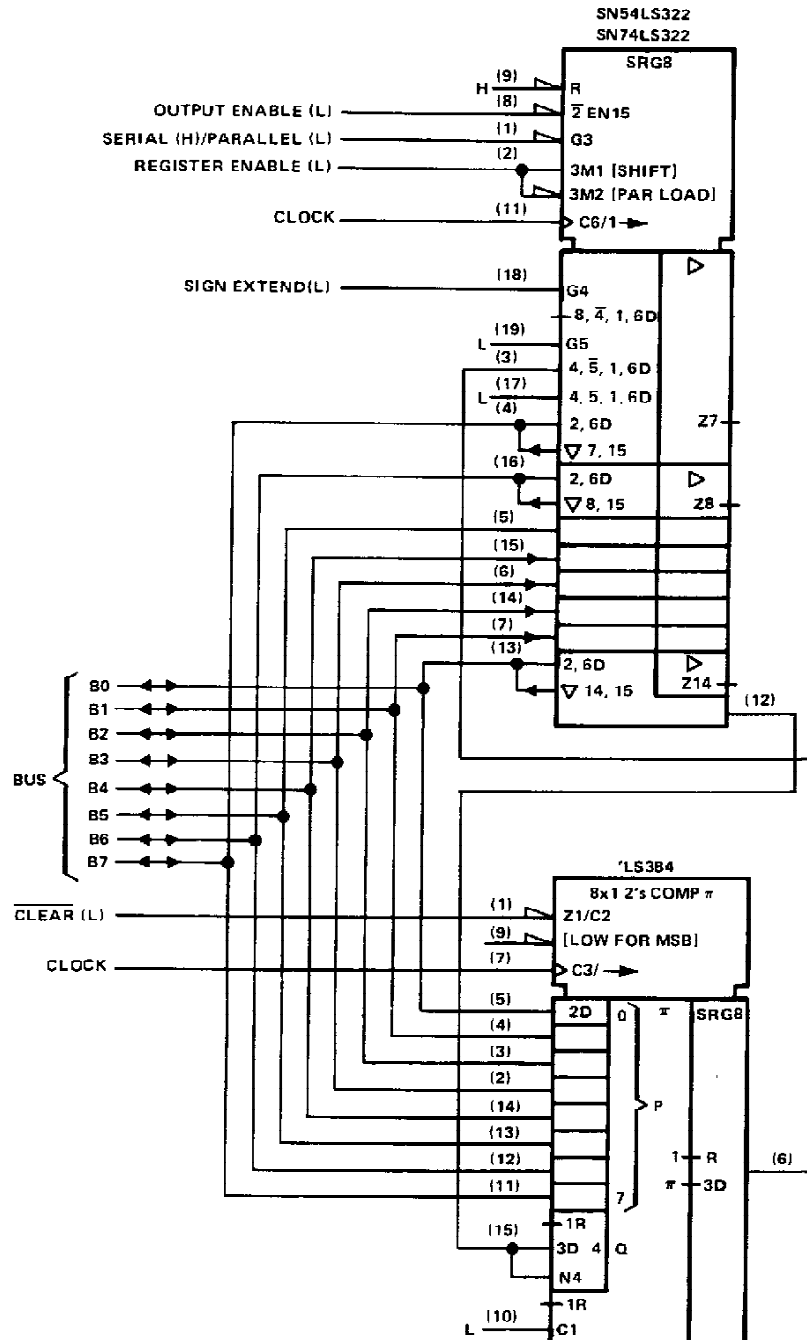 SN54LS322
SN74LS322
SRG8
H (9) R
OUTPUT ENABLE (L) (8) 2̅ EN15
SERIAL (H)/PARALLEL (L) (1) G3
REGISTER ENABLE (L) (2) 3M1 [SHIFT]
3M2 [PAR LOAD]
CLOCK (11) C6/1
SIGN EXTEND(L) (18) G4
8, 4̅, 1, 6D
L (19) G5
(3) 4, 5̅, 1, 6D
L (17) 4, 5, 1, 6D
(4) 2, 6D Z7
7, 15
(16) 2, 6D
8, 15 Z8
(5)
(15)
(6)
(14)
(7)
(13) 2, 6D
14, 15 Z14
(12)
BUS
B0
B1
B2
B3
B4
B5
B6
B7
'LS384
8x1 2's COMP π
C̅L̅E̅A̅R̅ (L) (1) Z1/C2
(9) [LOW FOR MSB]
CLOCK (7) C3/
(5) 2D 0 π SRG8
(4)
(3)
(2)
(14) P
(13)
(12) 1 R (6)
(11) 7 π 3D
1R
(15) 3D 4 Q
N4
1R
L (10) C1